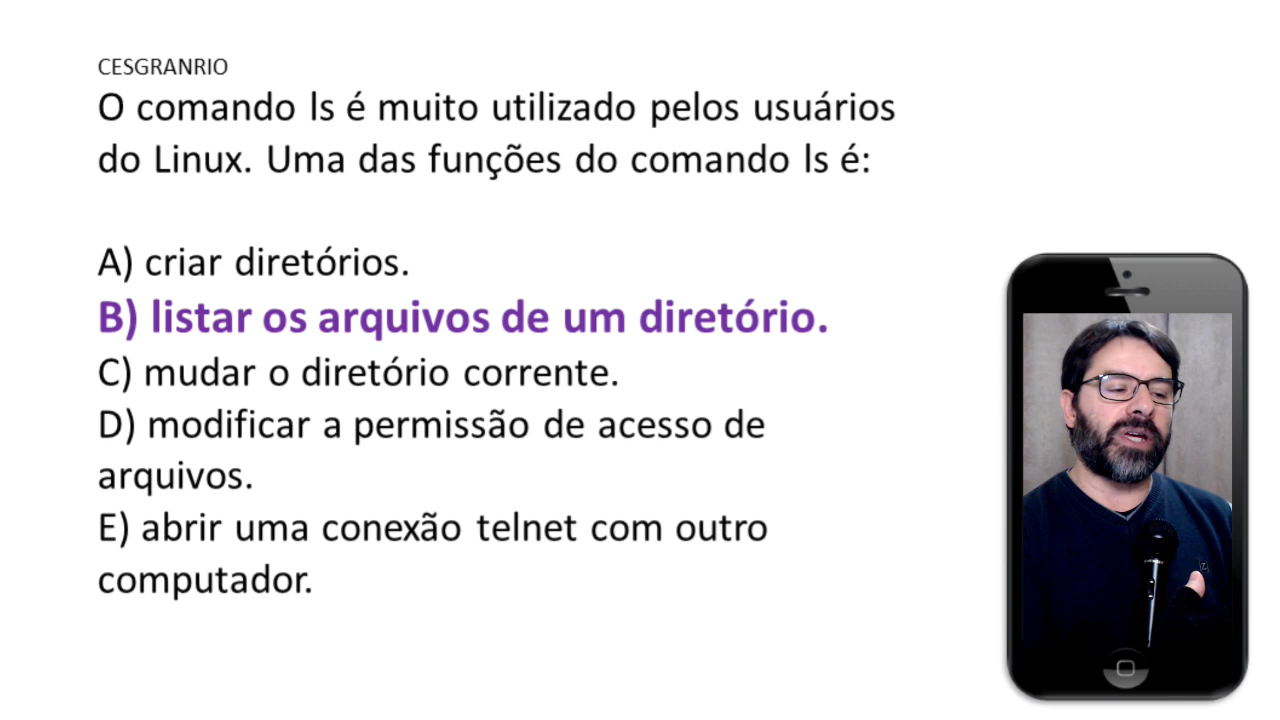 CESGRANRIO
O comando ls é muito utilizado pelos usuários
do Linux. Uma das funções do comando ls é:
A) criar diretórios.
B) listar os arquivos de um diretório.
C) mudar o diretório corrente.
D) modificar a permissão de acesso de
arquivos.
E) abrir uma conexão telnet com outro
computador.